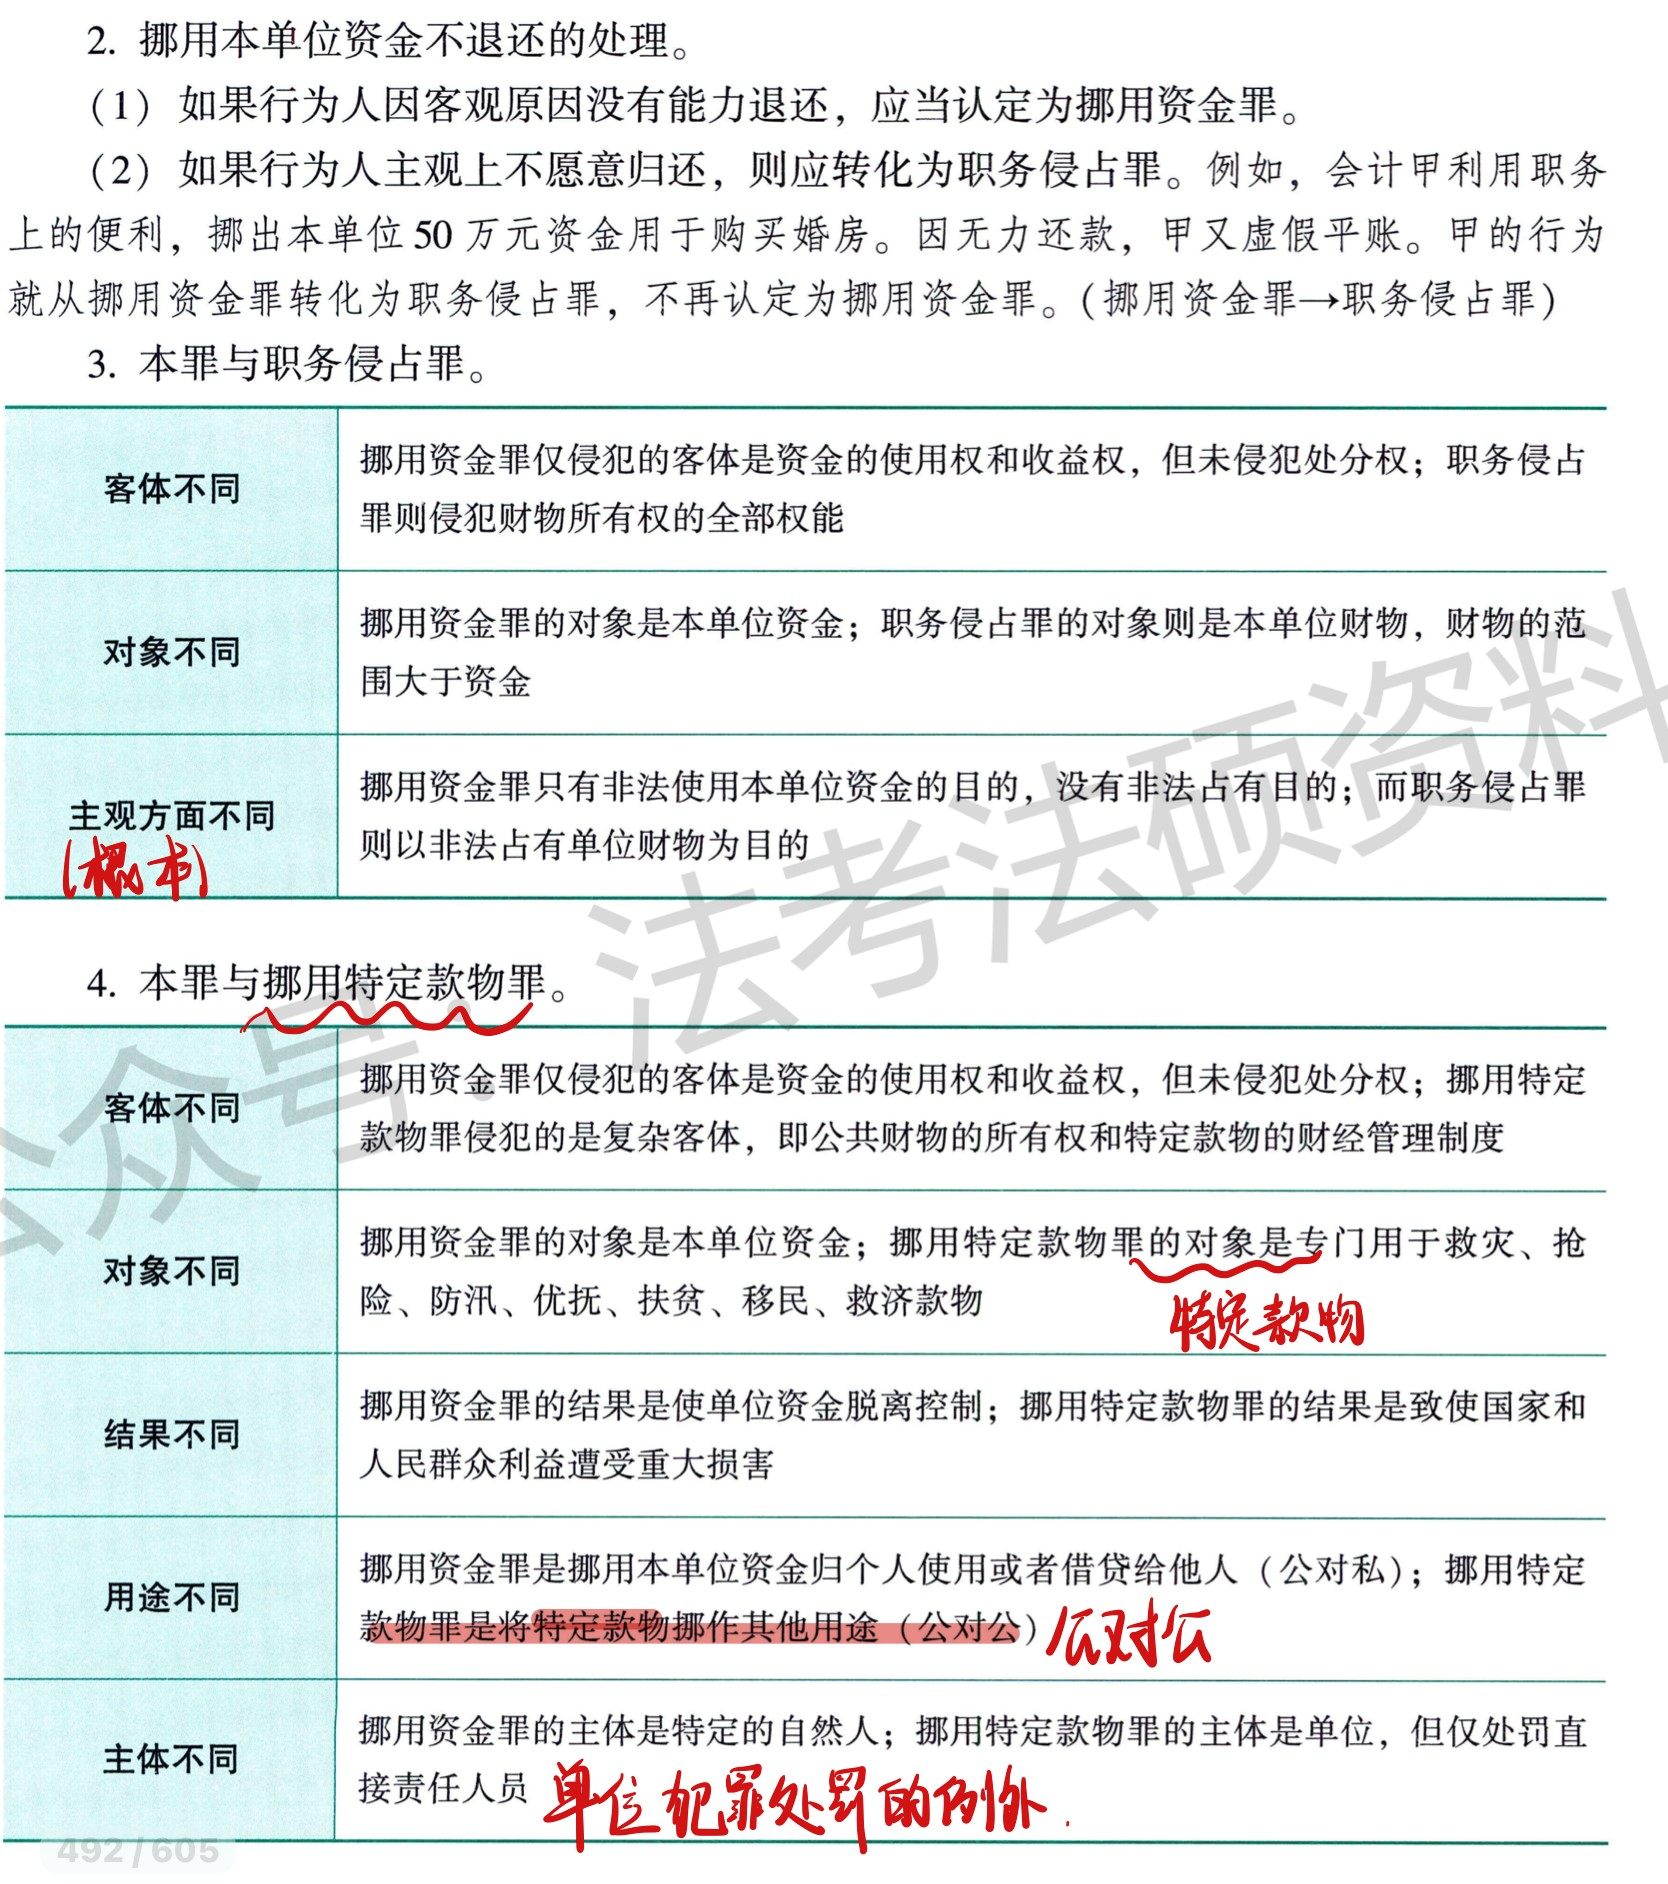 2. 挪用本单位资金不退还的处理。
（1）如果行为人因客观原因没有能力退还，应当认定为挪用资金罪。
（2）如果行为人主观上不愿意归还，则应转化为职务侵占罪。例如，会计甲利用职务
上的便利，挪出本单位 50 万元资金用于购买婚房。因无力还款，甲又虚假平账。甲的行为
就从挪用资金罪转化为职务侵占罪，不再认定为挪用资金罪。（挪用资金罪→职务侵占罪）
3. 本罪与职务侵占罪。
客体不同
挪用资金罪仅侵犯的客体是资金的使用权和收益权，但未侵犯处分权；职务侵占
罪则侵犯财物所有权的全部权能
对象不同
挪用资金罪的对象是本单位资金；职务侵占罪的对象则是本单位财物，财物的范
围大于资金
主观方面不同
(根本)
挪用资金罪只有非法使用本单位资金的目的，没有非法占有目的；而职务侵占罪
则以非法占有单位财物为目的
4. 本罪与挪用特定款物罪。
客体不同
挪用资金罪仅侵犯的客体是资金的使用权和收益权，但未侵犯处分权；挪用特定
款物罪侵犯的是复杂客体，即公共财物的所有权和特定款物的财经管理制度
对象不同
挪用资金罪的对象是本单位资金；挪用特定款物罪的对象是专门用于救灾、抢
险、防汛、优抚、扶贫、移民、救济款物
特定款物
结果不同
挪用资金罪的结果是使单位资金脱离控制；挪用特定款物罪的结果是致使国家和
人民群众利益遭受重大损害
用途不同
挪用资金罪是挪用本单位资金归个人使用或者借贷给他人（公对私）；挪用特定
款物罪是将特定款物挪作其他用途（公对公） 公对公
主体不同
挪用资金罪的主体是特定的自然人；挪用特定款物罪的主体是单位，但仅处罚直
接责任人员 单位犯罪处罚的例外.
公众号：法考法硕资料
492 / 605